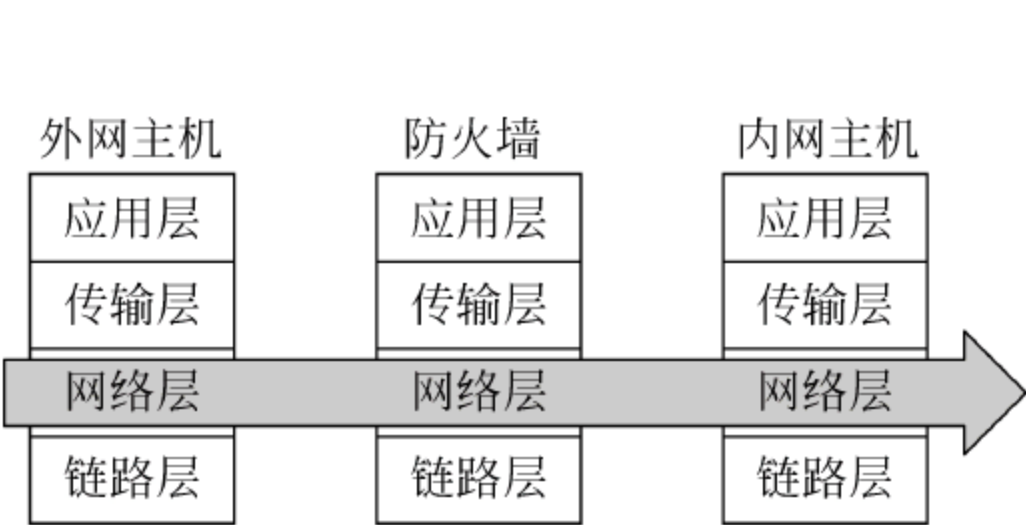 外网主机 防火墙 内网主机
应用层 应用层 应用层
传输层 传输层 传输层
网络层 网络层 网络层
链路层 链路层 链路层